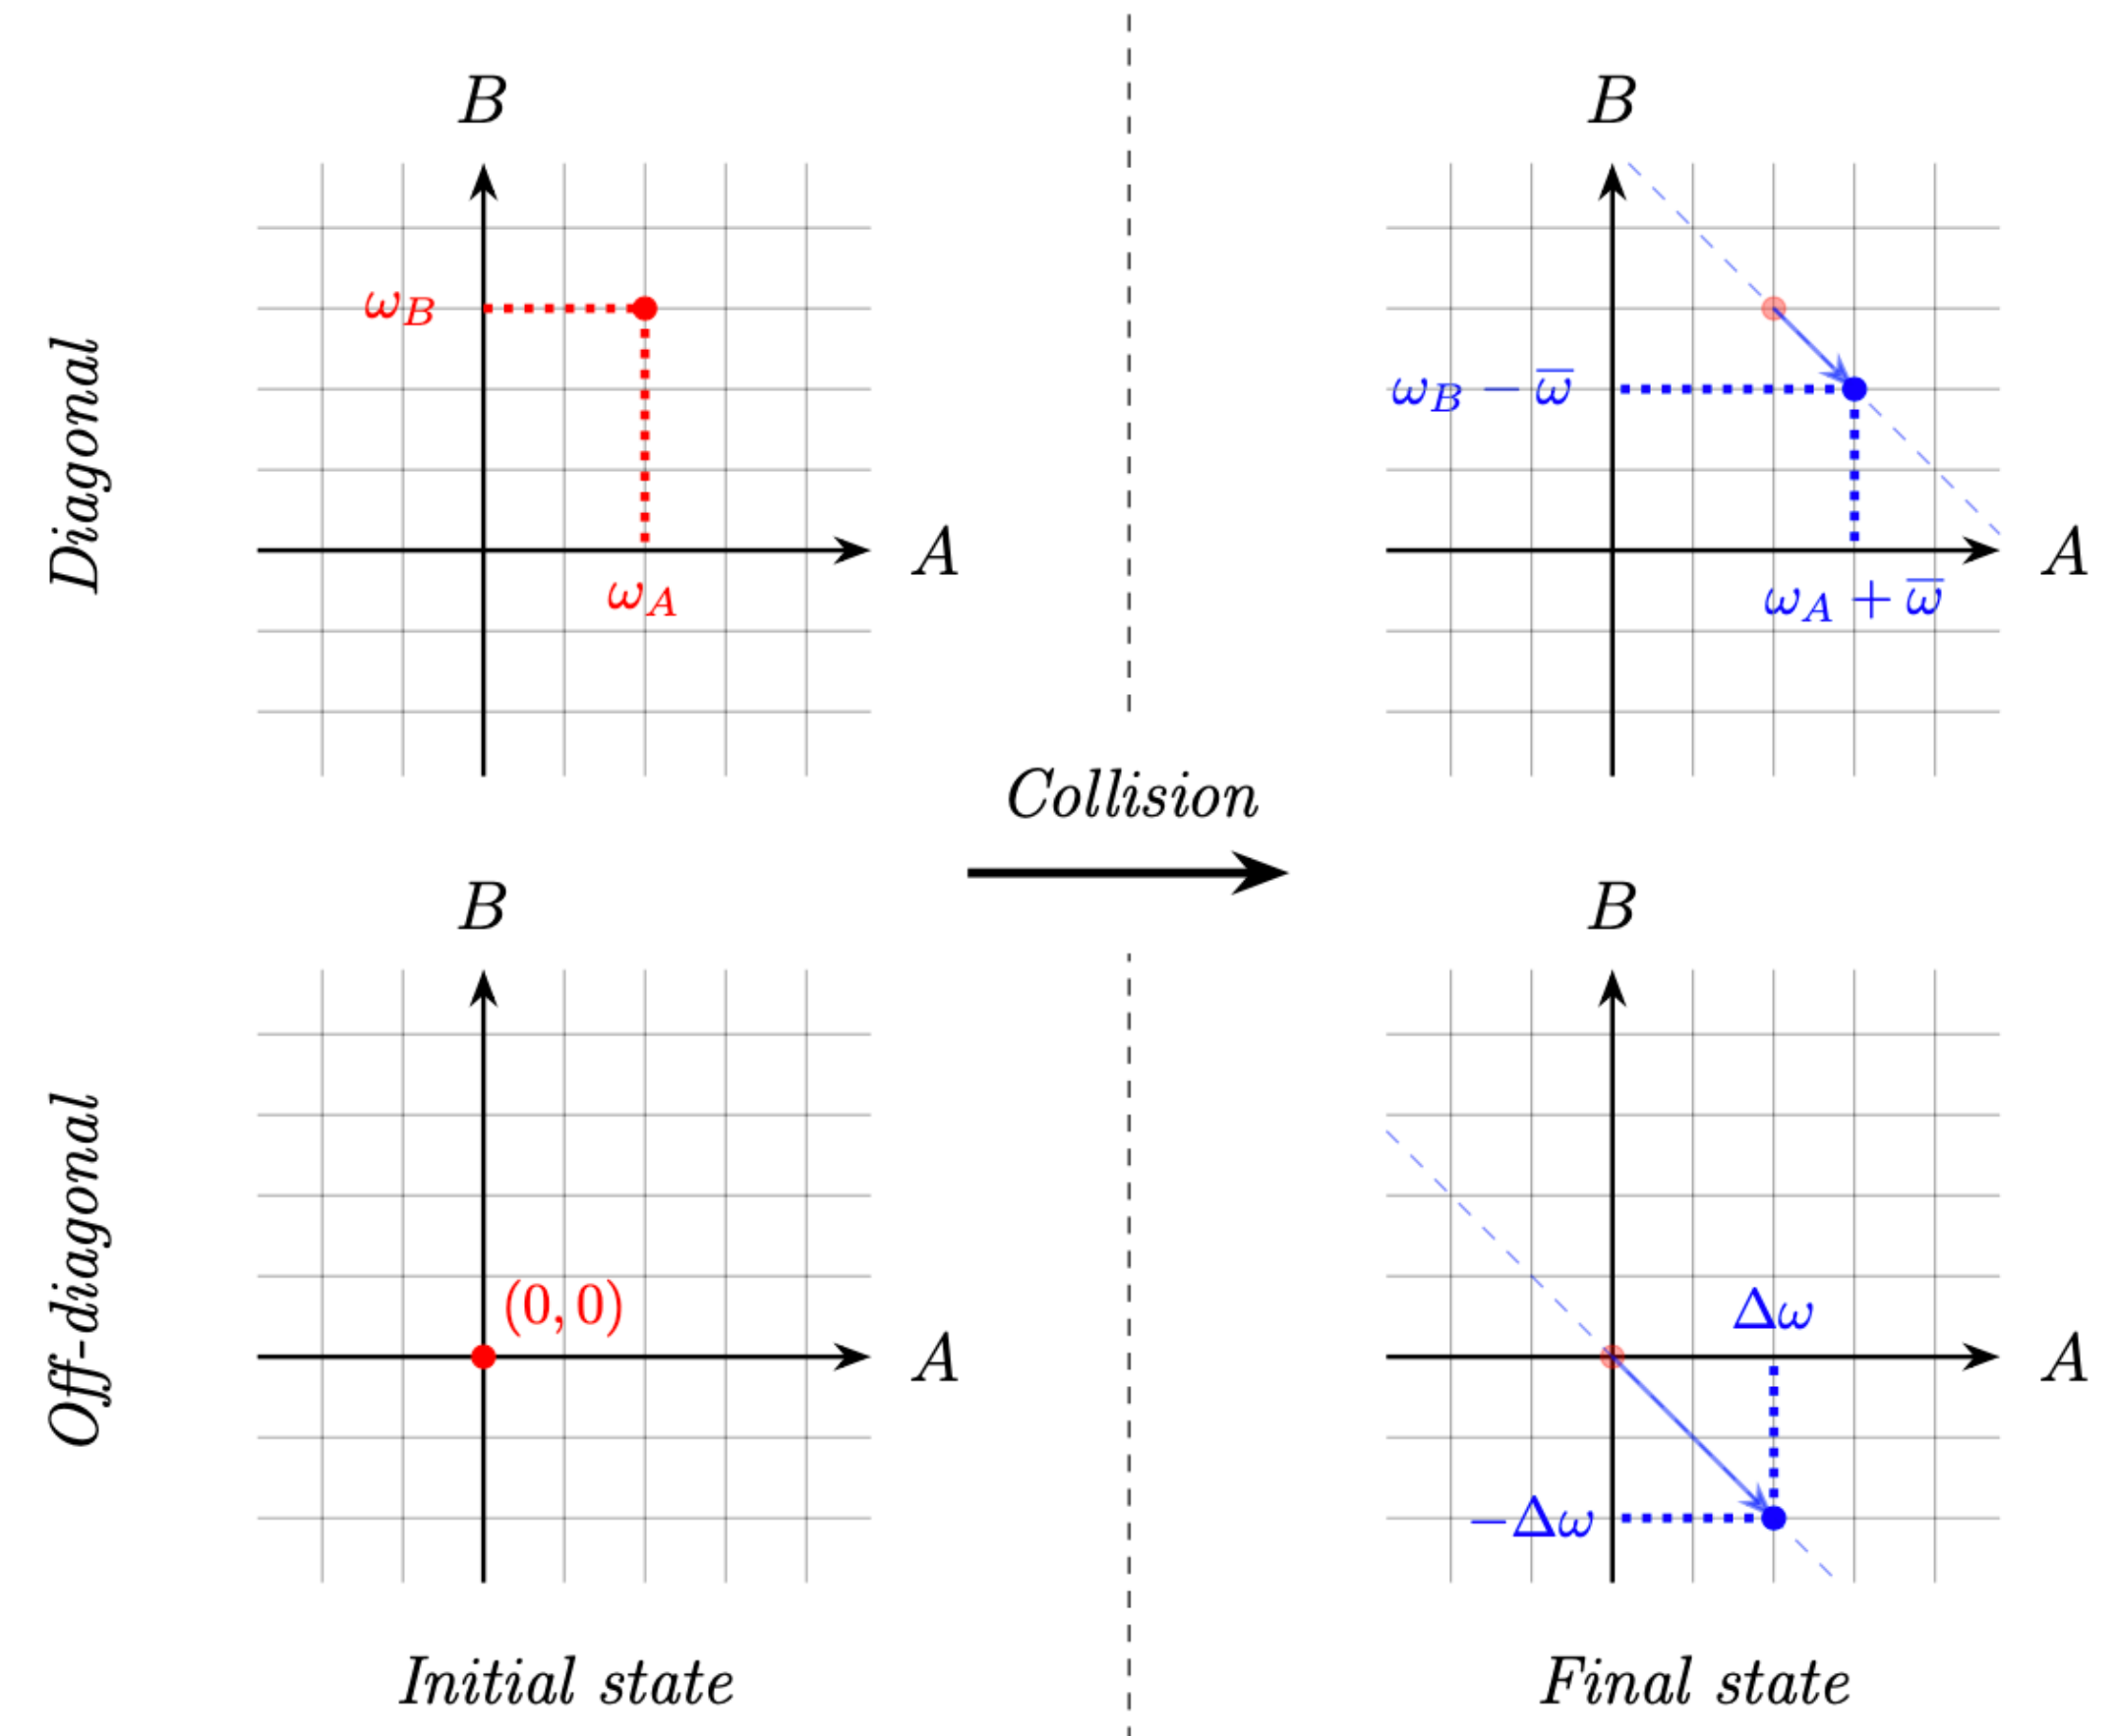 B
B
Diagonal
ω_B
A
ω_A
ω_B − ω̅
A
ω_A + ω̅
Collision
B
B
Off-diagonal
(0, 0)
A
Δω
A
−Δω
Initial state
Final state